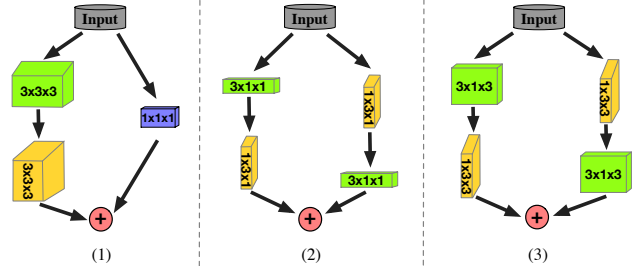 Input
3x3x3
1x1x1
3x3x3
+
(1)
Input
3x1x1
1x3x1
1x3x1
3x1x1
+
(2)
Input
3x1x3
1x3x3
1x3x3
3x1x3
+
(3)